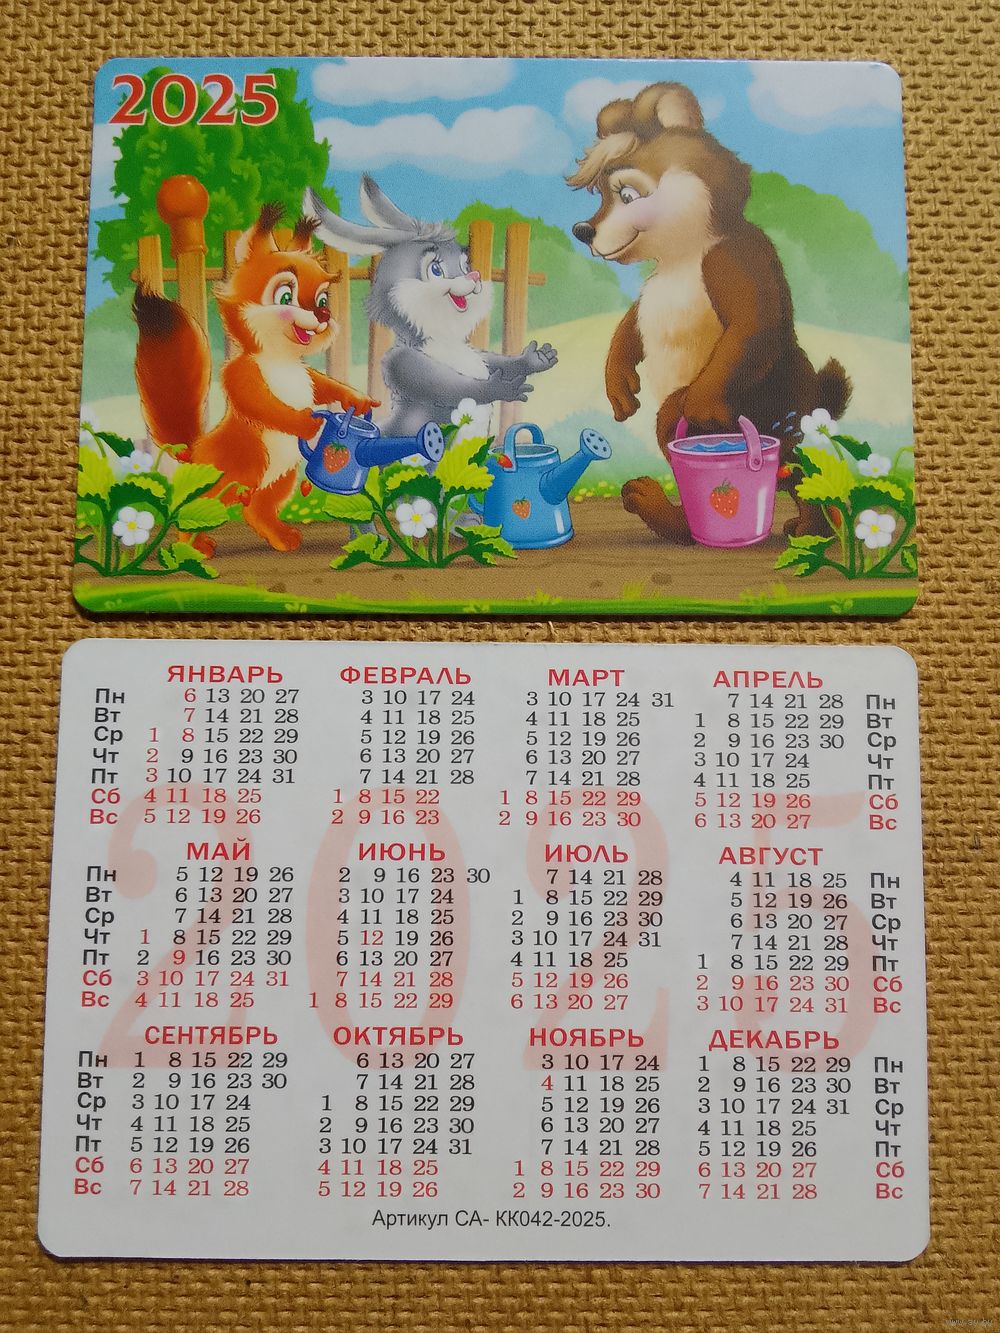 2025
ЯНВАРЬ ФЕВРАЛЬ МАРТ АПРЕЛЬ
Пн 6 13 20 27 3 10 17 24 3 10 17 24 31 7 14 21 28 Пн
Вт 7 14 21 28 4 11 18 25 4 11 18 25 1 8 15 22 29 Вт
Ср 1 8 15 22 29 5 12 19 26 5 12 19 26 2 9 16 23 30 Ср
Чт 2 9 16 23 30 6 13 20 27 6 13 20 27 3 10 17 24 Чт
Пт 3 10 17 24 31 7 14 21 28 7 14 21 28 4 11 18 25 Пт
Сб 4 11 18 25 1 8 15 22 1 8 15 22 29 5 12 19 26 Сб
Вс 5 12 19 26 2 9 16 23 2 9 16 23 30 6 13 20 27 Вс
2025
МАЙ ИЮНЬ ИЮЛЬ АВГУСТ
Пн 5 12 19 26 2 9 16 23 30 7 14 21 28 4 11 18 25 Пн
Вт 6 13 20 27 3 10 17 24 1 8 15 22 29 5 12 19 26 Вт
Ср 7 14 21 28 4 11 18 25 2 9 16 23 30 6 13 20 27 Ср
Чт 1 8 15 22 29 5 12 19 26 3 10 17 24 31 7 14 21 28 Чт
Пт 2 9 16 23 30 6 13 20 27 4 11 18 25 1 8 15 22 29 Пт
Сб 3 10 17 24 31 7 14 21 28 5 12 19 26 2 9 16 23 30 Сб
Вс 4 11 18 25 1 8 15 22 29 6 13 20 27 3 10 17 24 31 Вс
СЕНТЯБРЬ ОКТЯБРЬ НОЯБРЬ ДЕКАБРЬ
Пн 1 8 15 22 29 6 13 20 27 3 10 17 24 1 8 15 22 29 Пн
Вт 2 9 16 23 30 7 14 21 28 4 11 18 25 2 9 16 23 30 Вт
Ср 3 10 17 24 1 8 15 22 29 5 12 19 26 3 10 17 24 31 Ср
Чт 4 11 18 25 2 9 16 23 30 6 13 20 27 4 11 18 25 Чт
Пт 5 12 19 26 3 10 17 24 31 7 14 21 28 5 12 19 26 Пт
Сб 6 13 20 27 4 11 18 25 1 8 15 22 29 6 13 20 27 Сб
Вс 7 14 21 28 5 12 19 26 2 9 16 23 30 7 14 21 28 Вс
Артикул СА- КК042-2025.